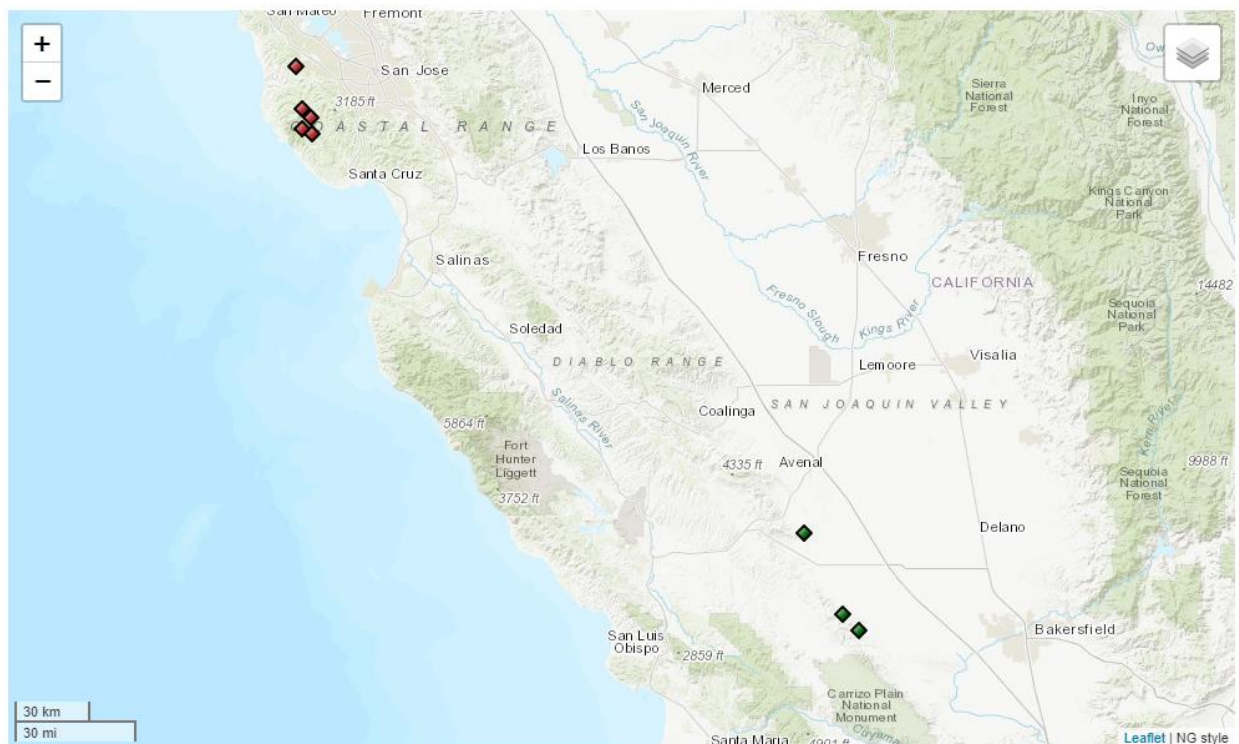 San Mateo
Fremont
+
−
San Jose
3185 ft
COASTAL RANGE
Santa Cruz
Merced
San Joaquin River
Los Banos
Sierra
National
Forest
Inyo
National
Forest
Kings Canyon
National
Park
Salinas
Fresno
CALIFORNIA
14482
Sequoia
National
Park
Fresno Slough
Kings River
Soledad
DIABLO RANGE
Lemoore
Visalia
SAN JOAQUIN VALLEY
Coalinga
Salinas River
Kern River
5864 ft
Fort
Hunter
Liggett
4335 ft
Avenal
9988 ft
Sequoia
National
Forest
3752 ft
Delano
Bakersfield
San Luis
Obispo
2859 ft
Carrizo Plain
National
Monument
30 km
30 mi
Santa Maria
4901 ft
Leaflet | NG style